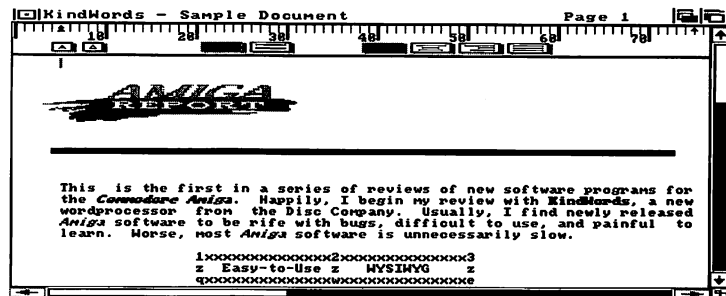 KindWords - Sample Document Page 1
10 20 30 40 50 60 70
AMIGA
REPORT
This is the first in a series of reviews of new software programs for
the Commodore Amiga. Happily, I begin my review with KindWords, a new
wordprocessor from the Disc Company. Usually, I find newly released
Amiga software to be rife with bugs, difficult to use, and painful to
learn. Worse, most Amiga software is unnecessarily slow.
1xxxxxxxxxxxxxxx2xxxxxxxxxxxxxxx3
z Easy-to-Use z WYSIWYG z
qxxxxxxxxxxxxxxxwxxxxxxxxxxxxxxxe